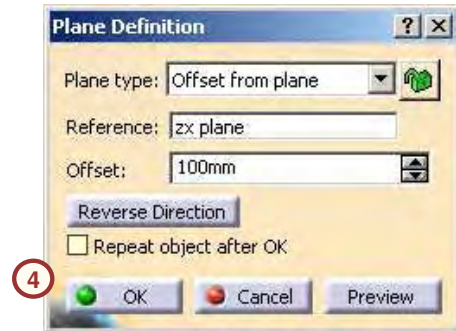 Plane Definition ? ×
Plane type: Offset from plane
Reference: zx plane
Offset: 100mm
Reverse Direction
Repeat object after OK
4
OK Cancel Preview